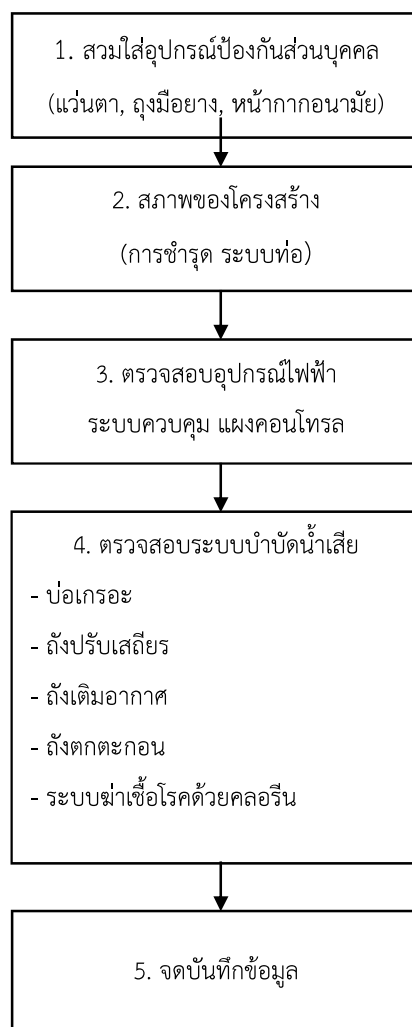 1. สวมใส่อุปกรณ์ป้องกันส่วนบุคคล
(แว่นตา, ถุงมือยาง, หน้ากากอนามัย)
2. สภาพของโครงสร้าง
(การชำรุด ระบบท่อ)
3. ตรวจสอบอุปกรณ์ไฟฟ้า
ระบบควบคุม แผงคอนโทรล
4. ตรวจสอบระบบบำบัดน้ำเสีย
- บ่อเกรอะ
- ถังปรับเสถียร
- ถังเติมอากาศ
- ถังตกตะกอน
- ระบบฆ่าเชื้อโรคด้วยคลอรีน
5. จดบันทึกข้อมูล